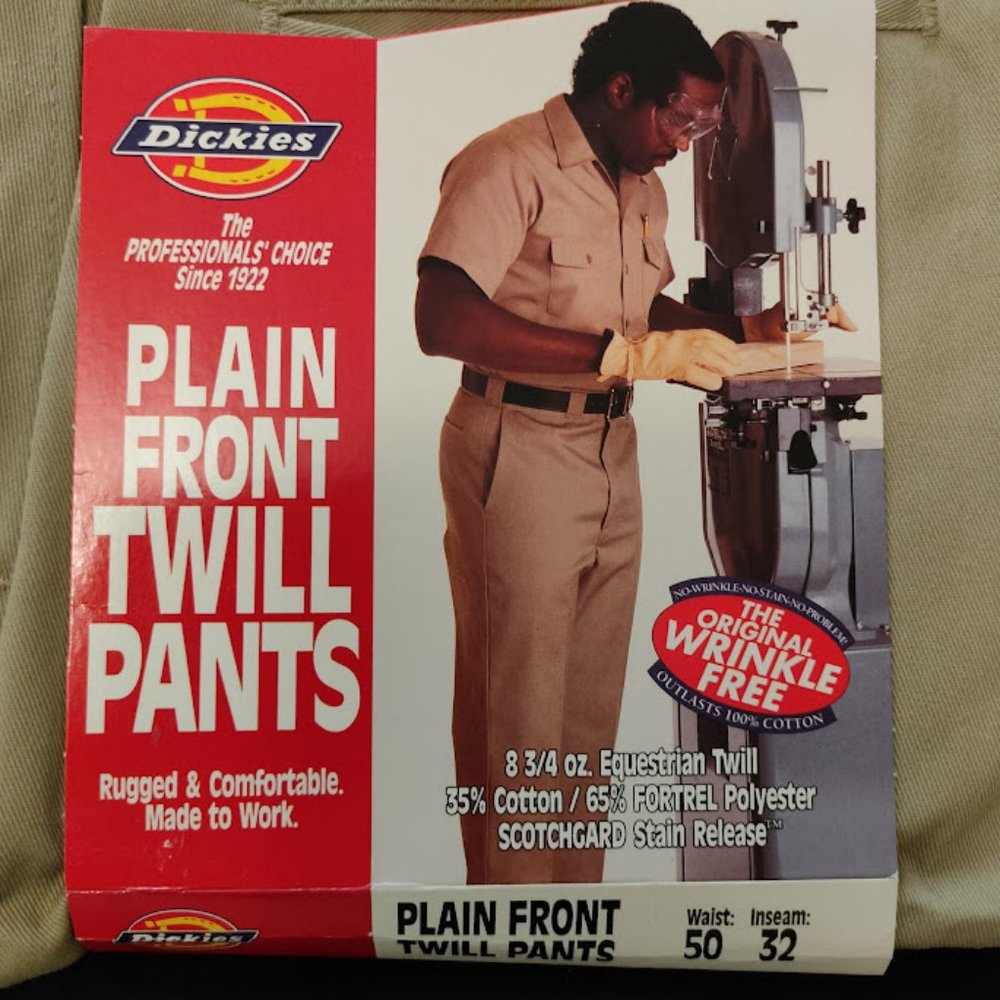 Dickies
The
PROFESSIONALS' CHOICE
Since 1922
PLAIN
FRONT
TWILL
PANTS
Rugged & Comfortable.
Made to Work.
NO-WRINKLE-NO-STAIN-NO-PROBLEM!
THE
ORIGINAL
WRINKLE
FREE
OUTLASTS 100% COTTON
8 3/4 oz. Equestrian Twill
35% Cotton / 65% FORTREL Polyester
SCOTCHGARD Stain Release™
Dickies
PLAIN FRONT
TWILL PANTS
Waist: Inseam:
50 32